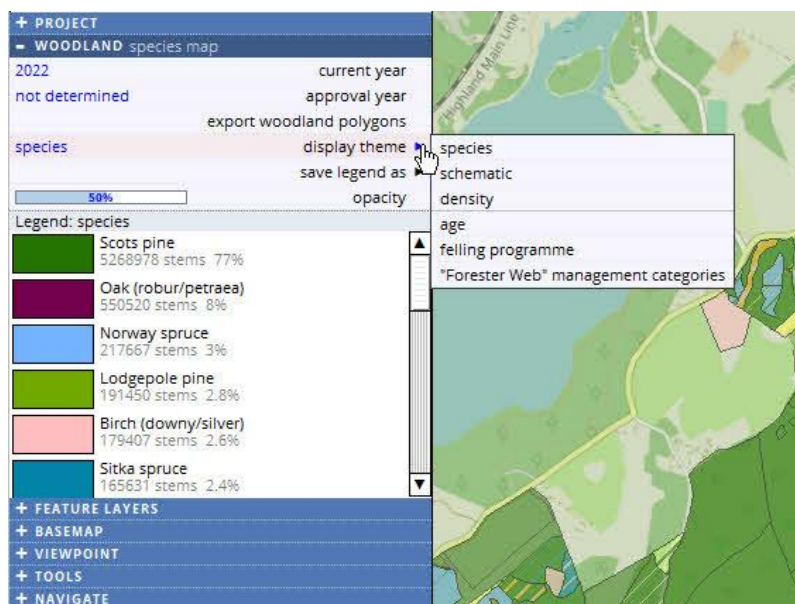 + PROJECT
- WOODLAND species map
2022 current year
not determined approval year
export woodland polygons
species display theme
save legend as
50% opacity
Legend: species
Scots pine
5268978 stems 77%
Oak (robur/petraea)
550520 stems 8%
Norway spruce
217667 stems 3%
Lodgepole pine
191450 stems 2.8%
Birch (downy/silver)
179407 stems 2.6%
Sitka spruce
165631 stems 2.4%
+ FEATURE LAYERS
+ BASEMAP
+ VIEWPOINT
+ TOOLS
+ NAVIGATE
species
schematic
density
age
felling programme
"Forester Web" management categories
Highland Main Line